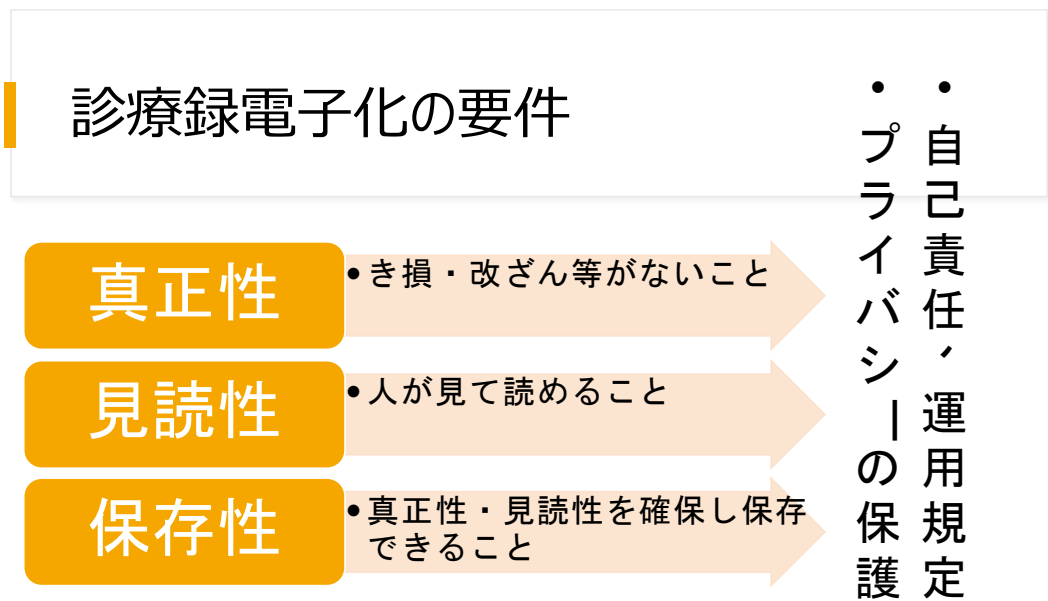 診療録電子化の要件
真正性
•き損・改ざん等がないこと
見読性
•人が見て読めること
保存性
•真正性・見読性を確保し保存
できること
•自己責任，運用規定
•プライバシーの保護